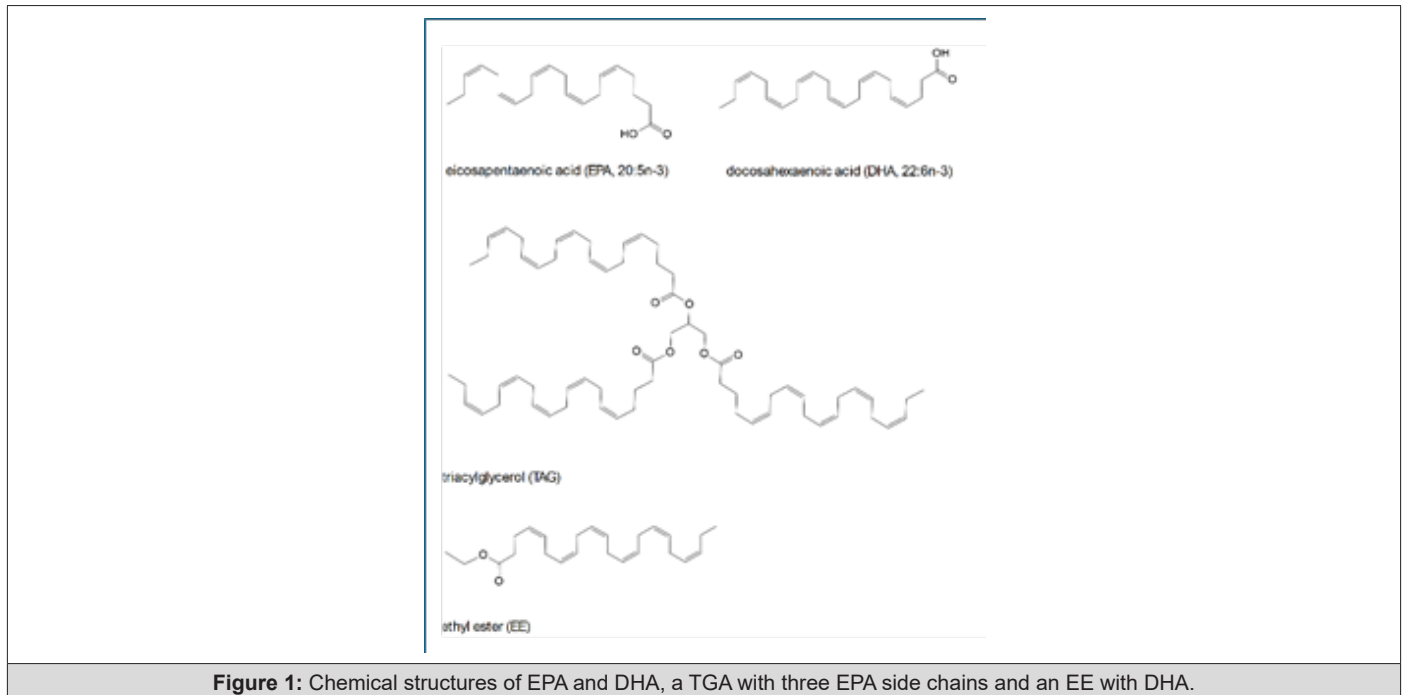 OH
O
HO
O
eicosapentaenoic acid (EPA, 20:5n-3)
docosahexaenoic acid (DHA, 22:6n-3)
O
O
O
O
O
O
triacylglycerol (TAG)
O
O
ethyl ester (EE)
Figure 1: Chemical structures of EPA and DHA, a TGA with three EPA side chains and an EE with DHA.